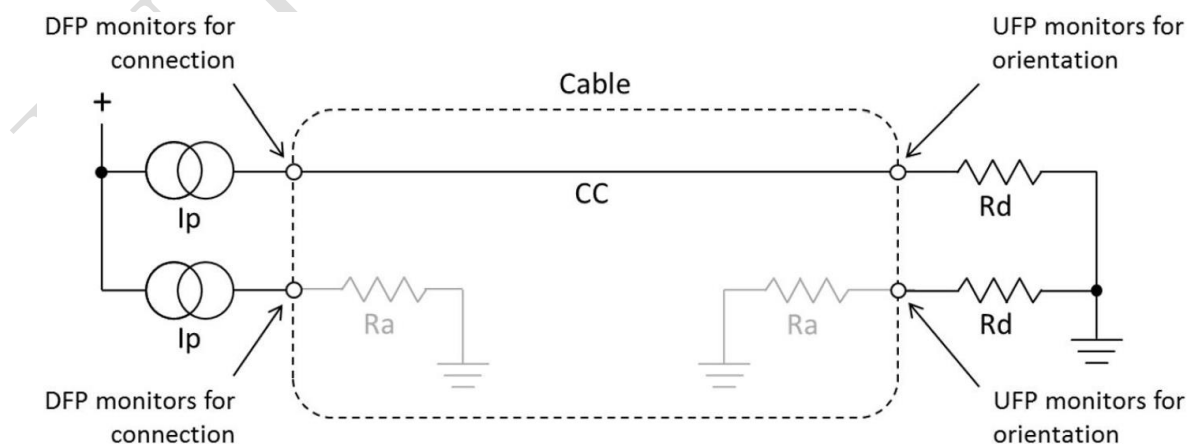 DFP monitors for
connection
UFP monitors for
orientation
Cable
+
CC
Ip
Rd
Ip
Ra
Ra
Rd
DFP monitors for
connection
UFP monitors for
orientation